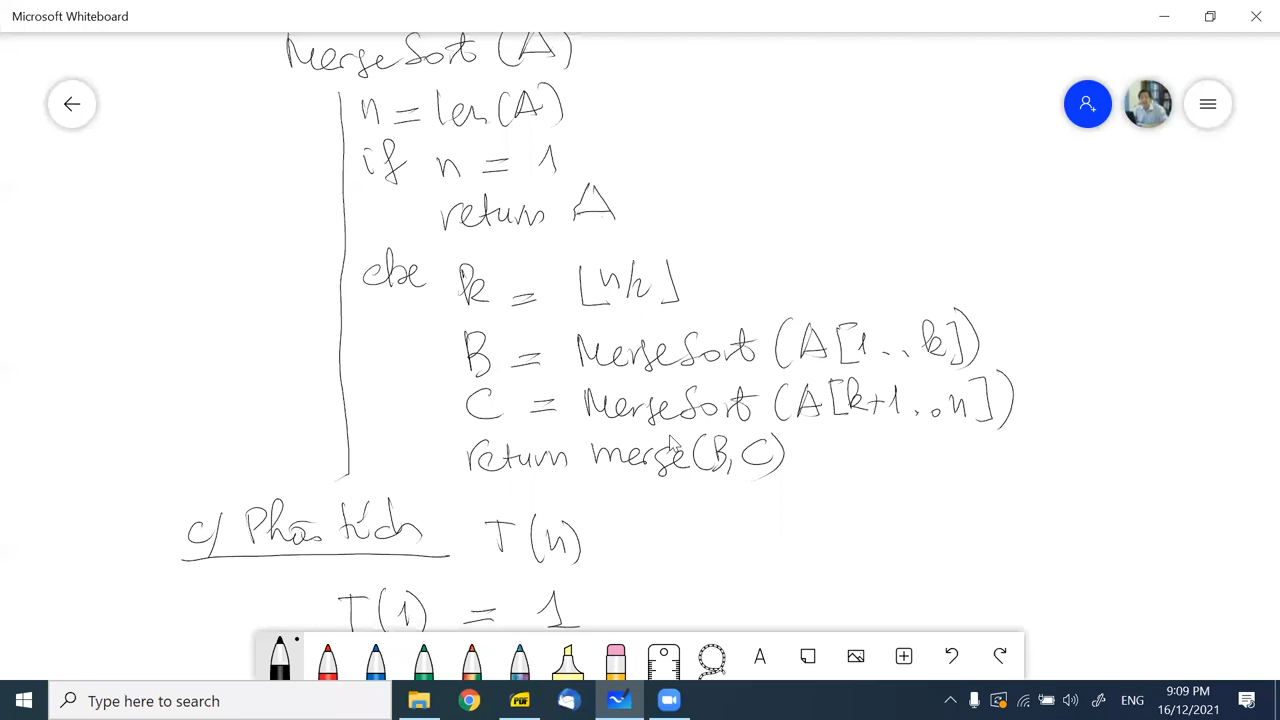 Microsoft Whiteboard
MergeSort (A)
n = len(A)
if n = 1
return A
else k = ⌊n/2⌋
B = MergeSort (A[1..k])
C = MergeSort (A[k+1..n])
return merge(B,C)
c/ Phân tích T(n)
T(1) = 1
A
Type here to search
PDF
ENG
9:09 PM
16/12/2021